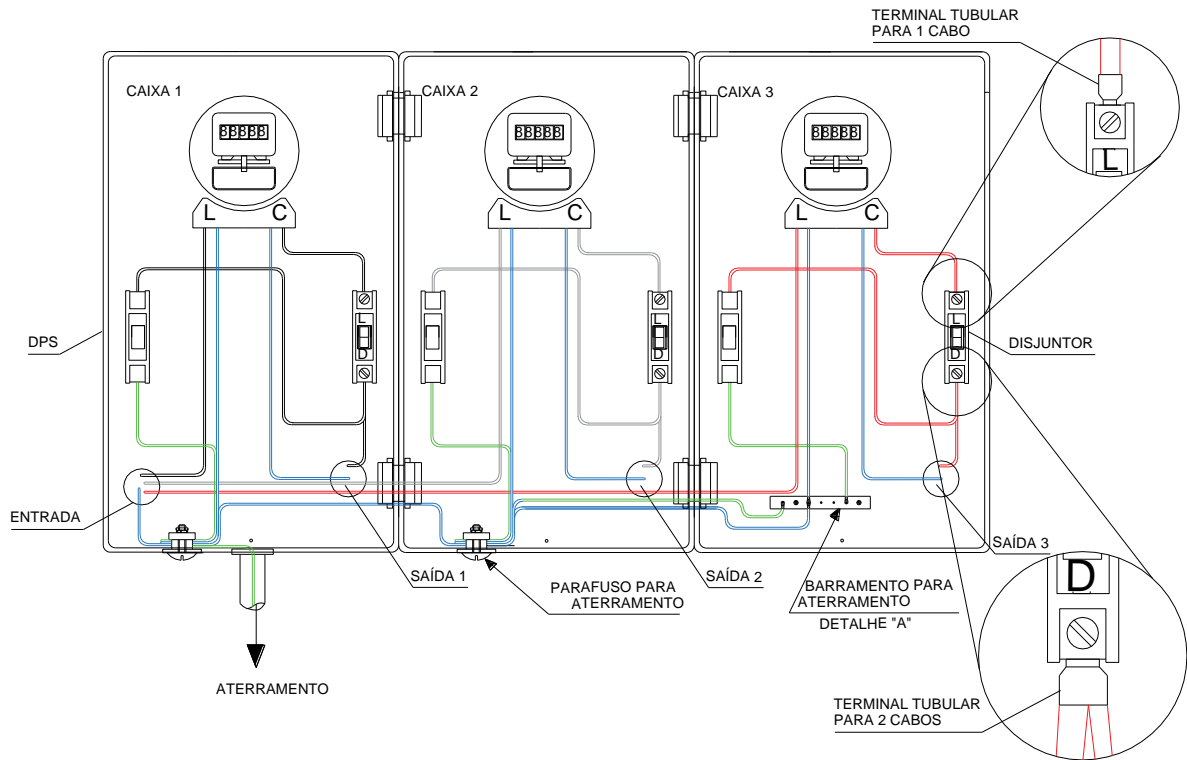 TERMINAL TUBULAR
PARA 1 CABO
CAIXA 1
CAIXA 2
CAIXA 3
88888
88888
88888
L
L C
L C
L C
DPS
L
D
L
D
L
D
DISJUNTOR
ENTRADA
SAÍDA 1
SAÍDA 2
SAÍDA 3
PARAFUSO PARA
ATERRAMENTO
BARRAMENTO PARA
ATERRAMENTO
DETALHE "A"
D
ATERRAMENTO
TERMINAL TUBULAR
PARA 2 CABOS